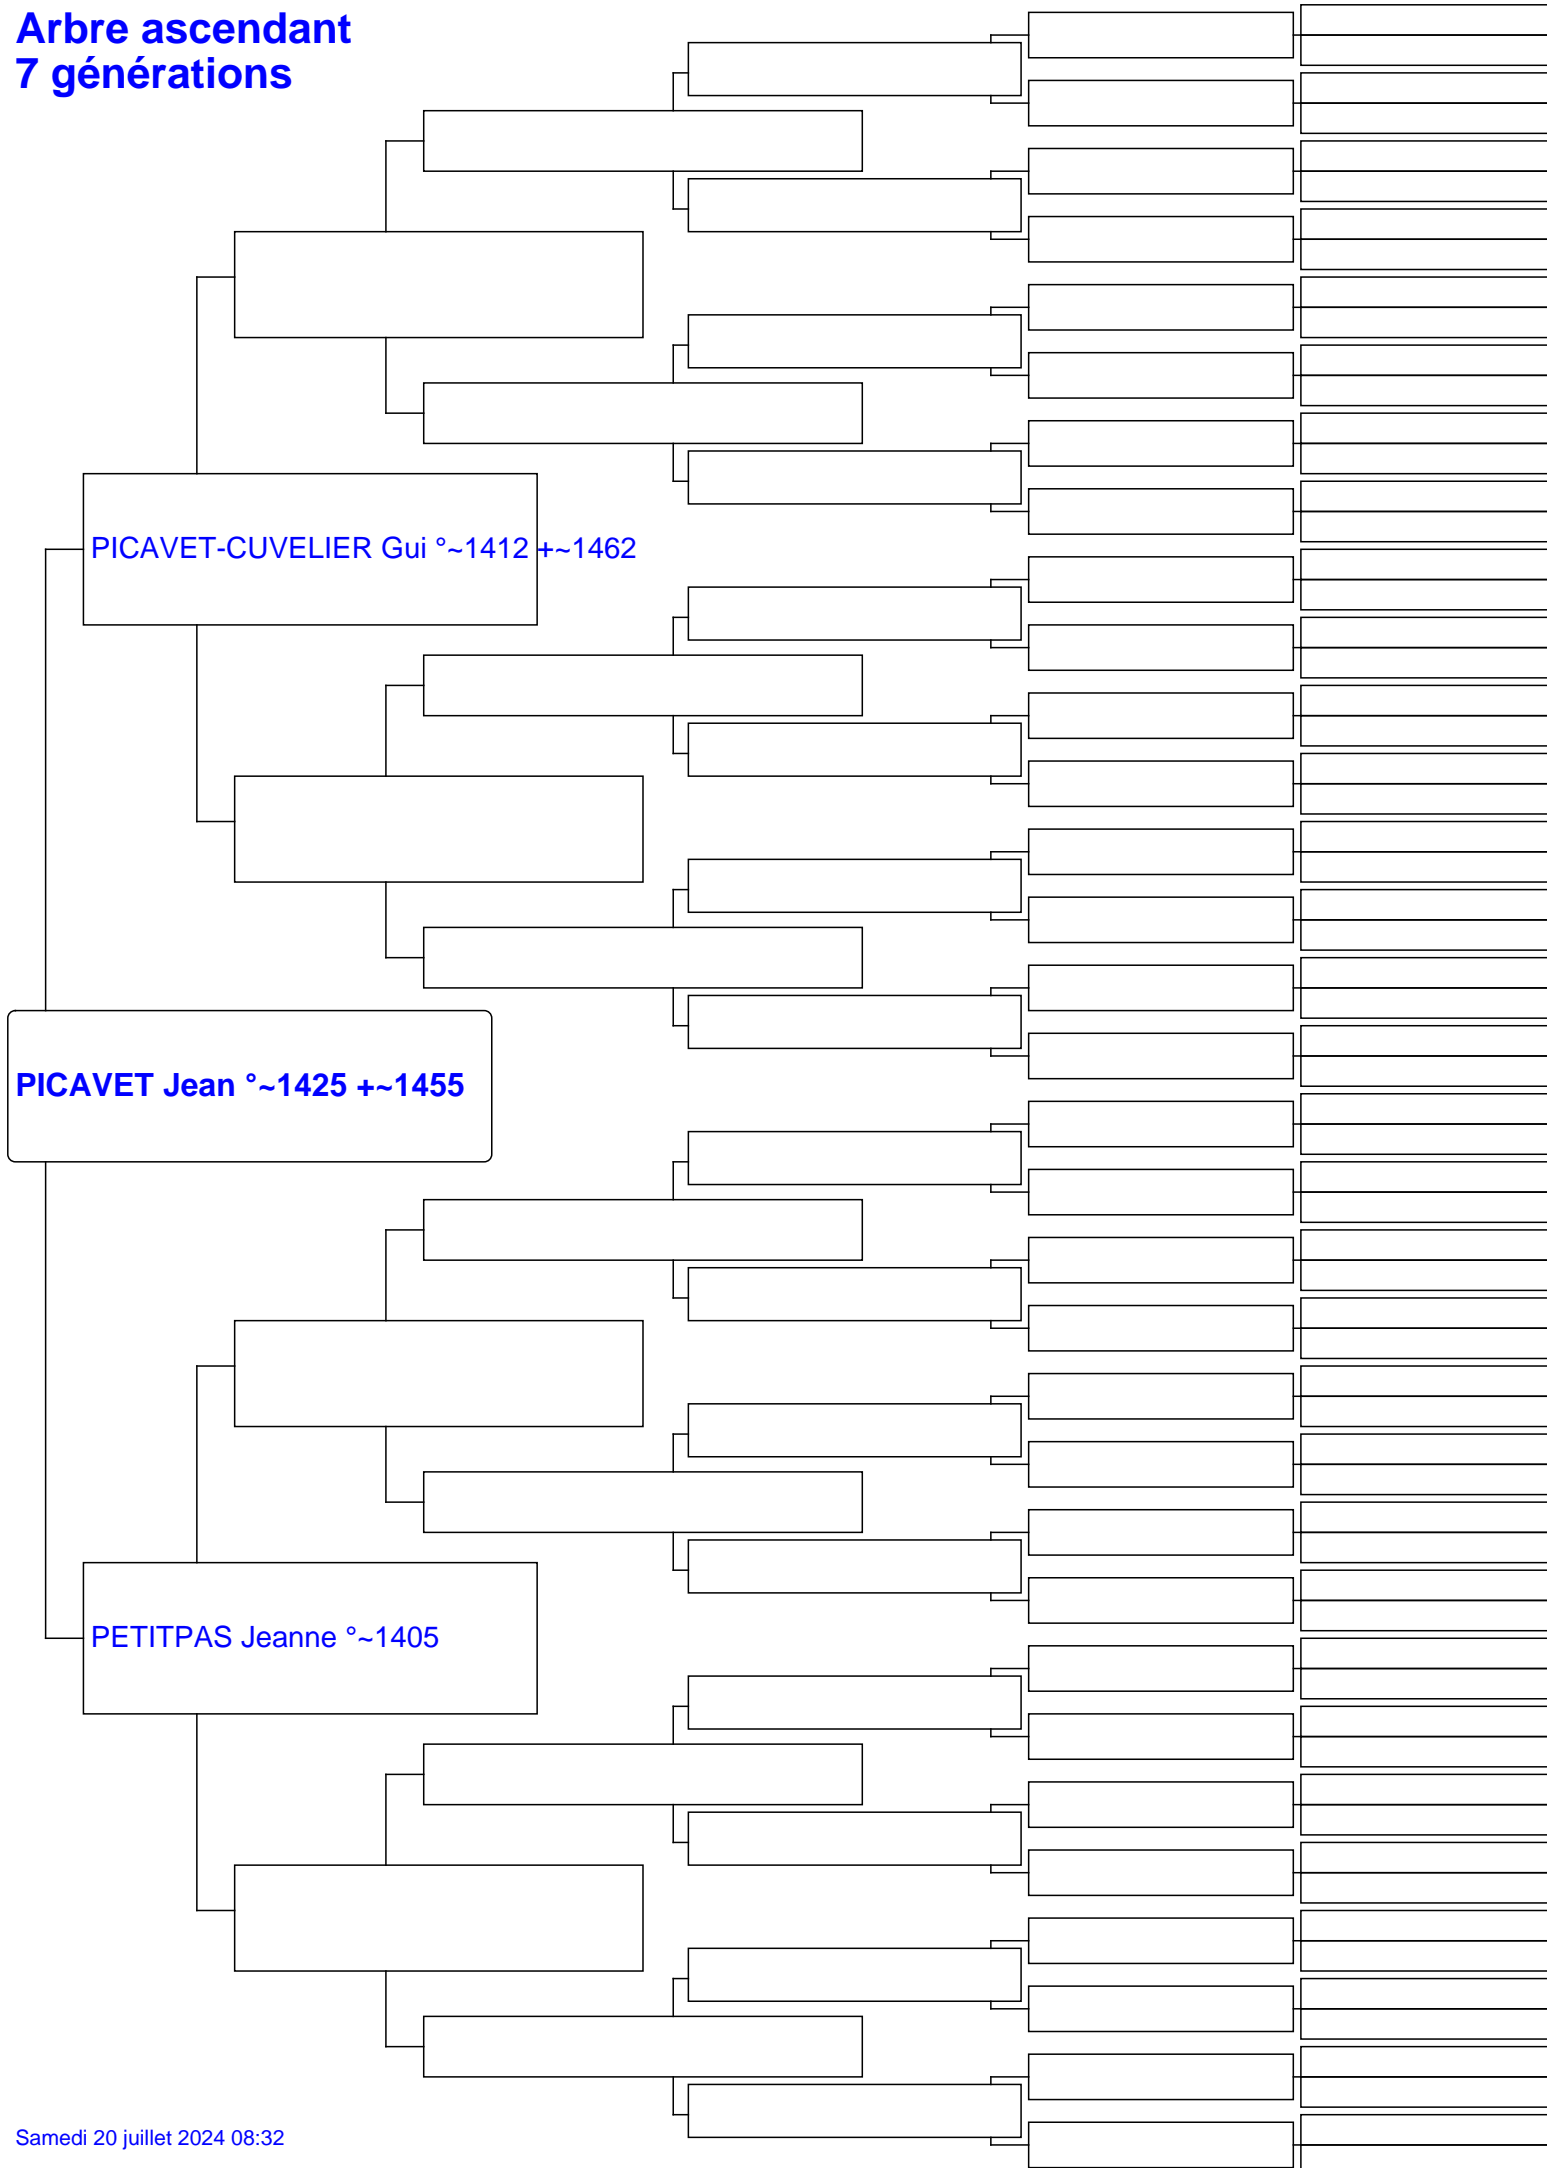 Arbre ascendant
7 générations
PICAVET-CUVELIER Gui °~1412 +~1462
PICAVET Jean °~1425 +~1455
PETITPAS Jeanne °~1405
Samedi 20 juillet 2024 08:32